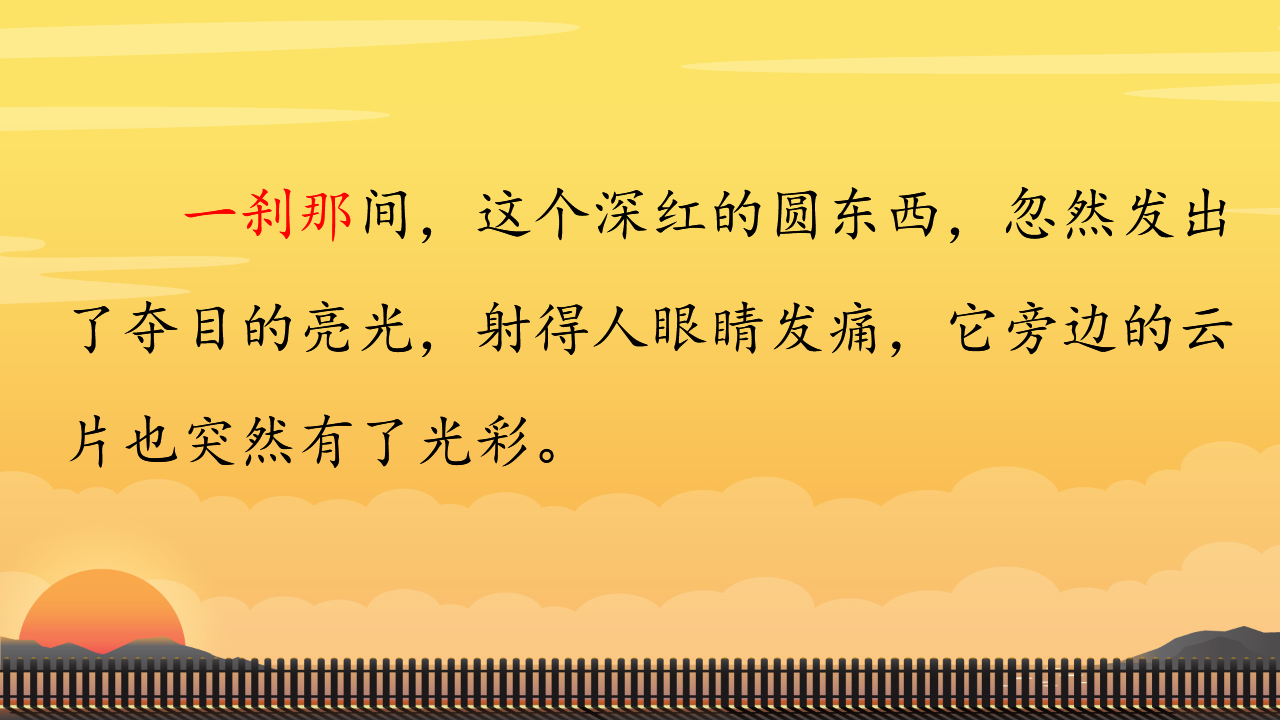 一刹那间，这个深红的圆东西，忽然发出
了夺目的亮光，射得人眼睛发痛，它旁边的云
片也突然有了光彩。